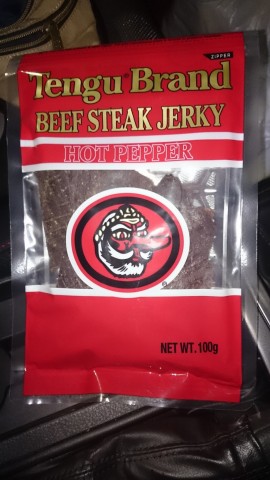 ZIPPER
Tengu Brand
BEEF STEAK JERKY
HOT PEPPER
NET WT. 100g